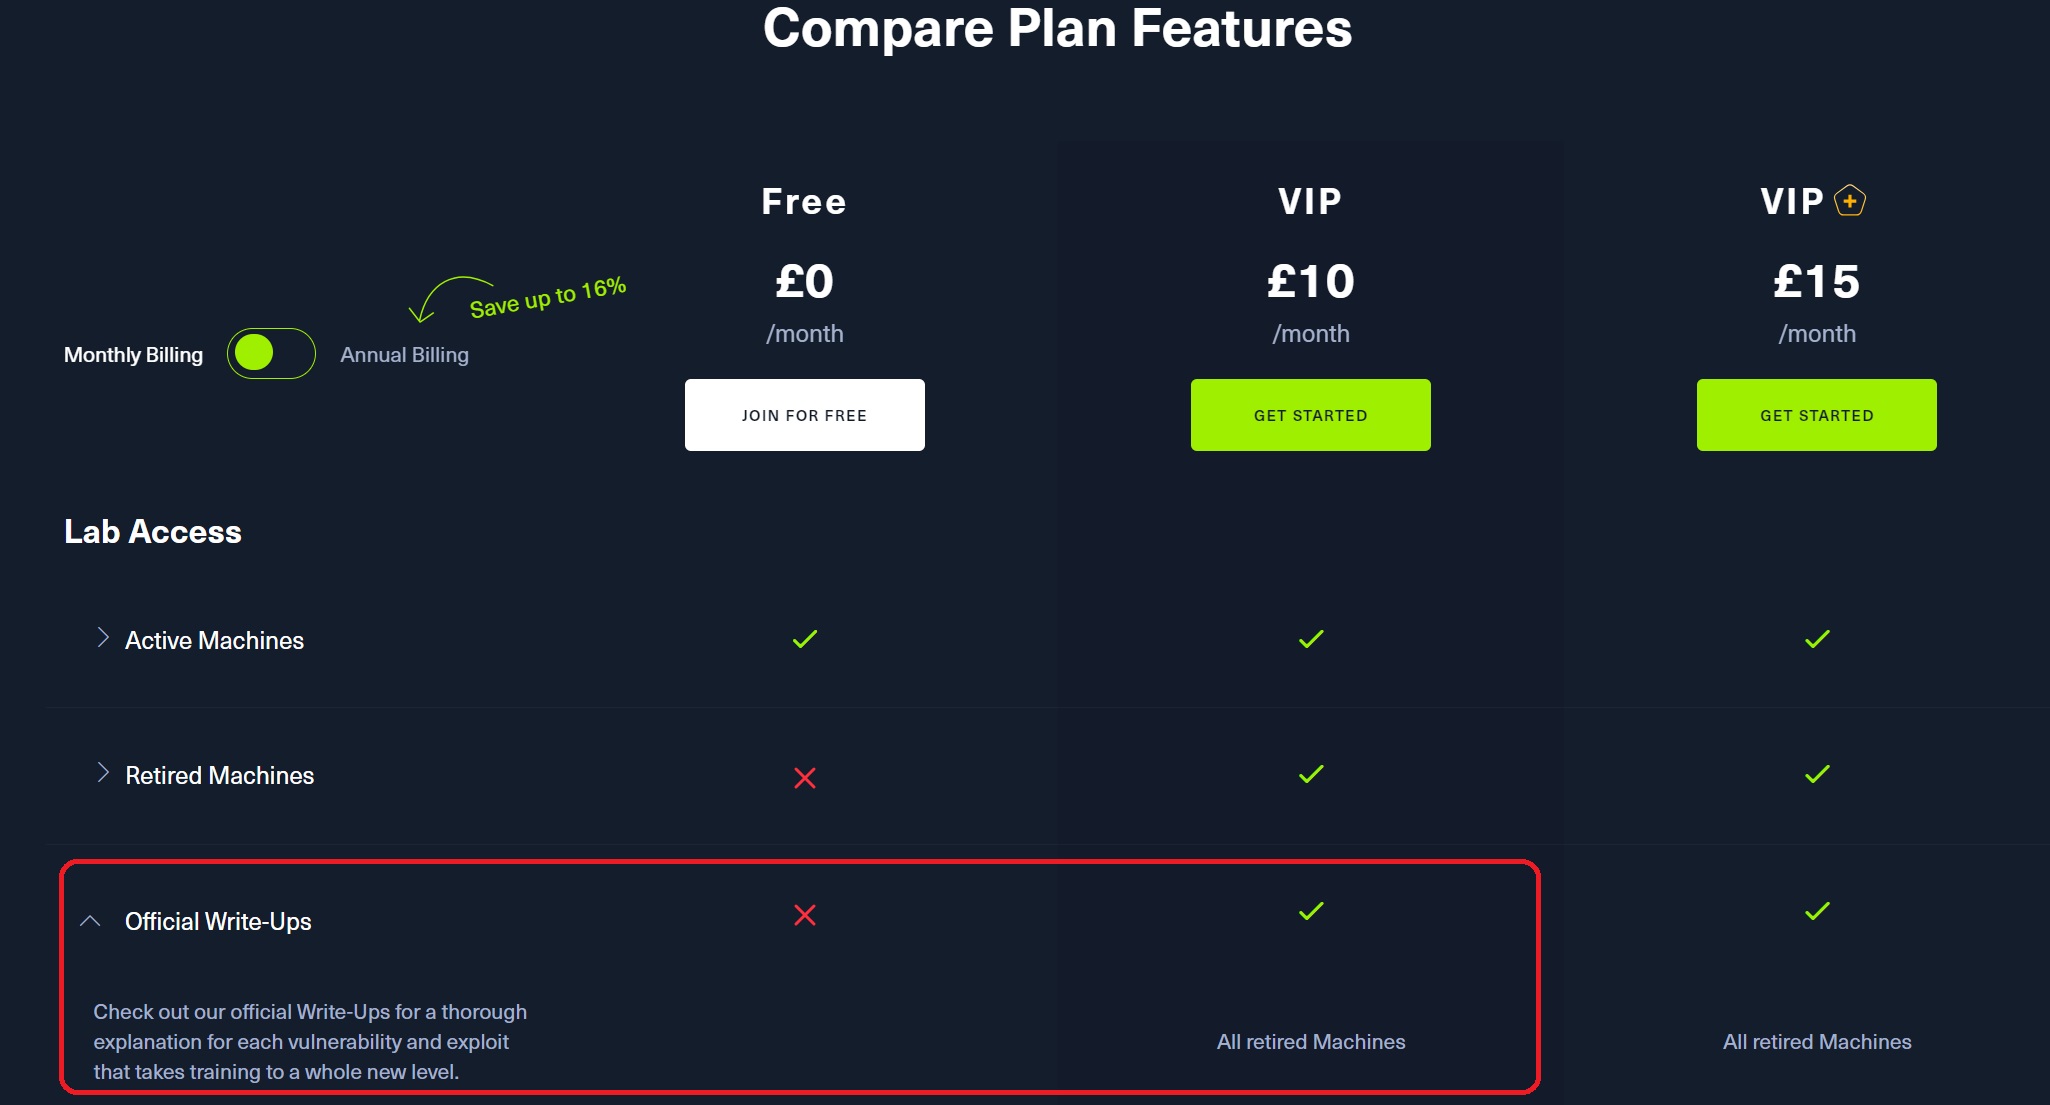 Compare Plan Features
Free
VIP
VIP
£0
£10
£15
/month
/month
/month
Save up to 16%
Monthly Billing
Annual Billing
JOIN FOR FREE
GET STARTED
GET STARTED
Lab Access
Active Machines
Retired Machines
Official Write-Ups
Check out our official Write-Ups for a thorough
explanation for each vulnerability and exploit
that takes training to a whole new level.
All retired Machines
All retired Machines